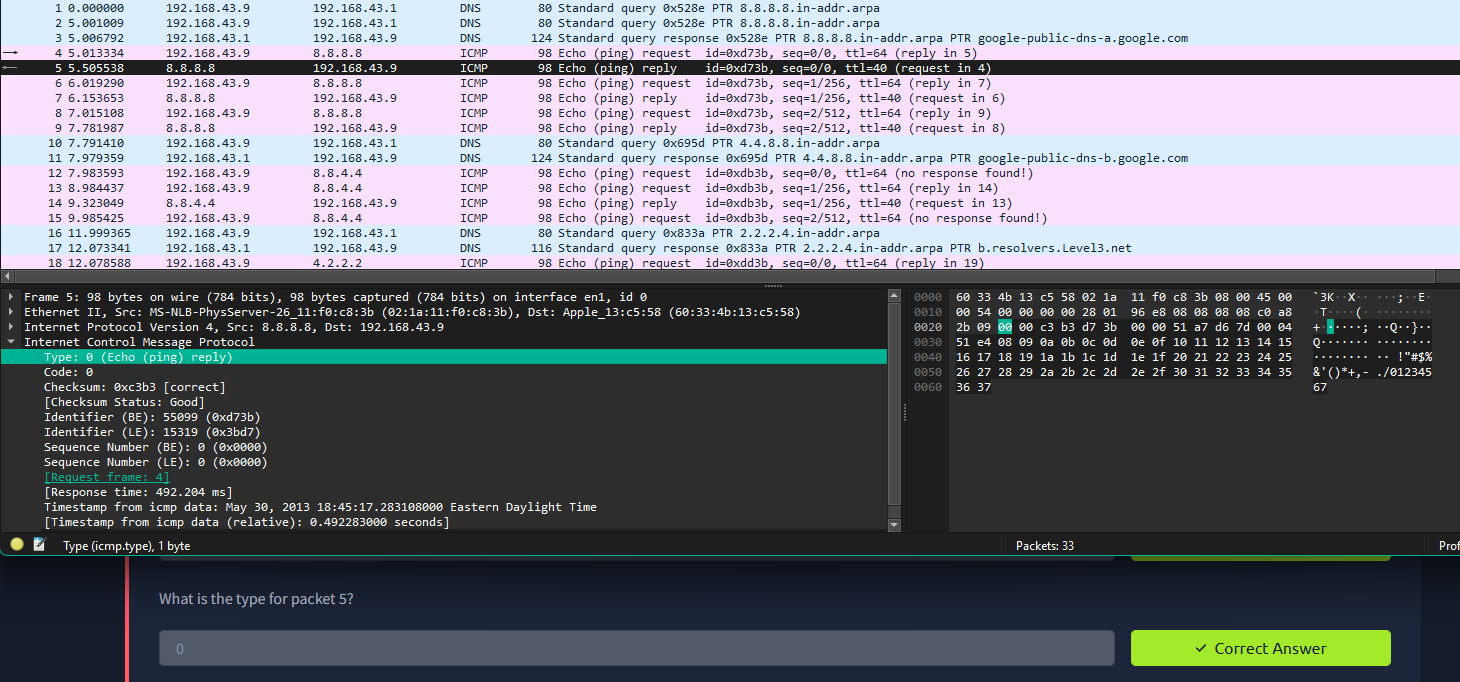 1 0.000000 192.168.43.9 192.168.43.1 DNS 80 Standard query 0x528e PTR 8.8.8.8.in-addr.arpa
2 5.001009 192.168.43.9 192.168.43.1 DNS 80 Standard query 0x528e PTR 8.8.8.8.in-addr.arpa
3 5.006792 192.168.43.1 192.168.43.9 DNS 124 Standard query response 0x528e PTR 8.8.8.8.in-addr.arpa PTR google-public-dns-a.google.com
4 5.013334 192.168.43.9 8.8.8.8 ICMP 98 Echo (ping) request id=0xd73b, seq=0/0, ttl=64 (reply in 5)
5 5.505538 8.8.8.8 192.168.43.9 ICMP 98 Echo (ping) reply id=0xd73b, seq=0/0, ttl=40 (request in 4)
6 6.019290 192.168.43.9 8.8.8.8 ICMP 98 Echo (ping) request id=0xd73b, seq=1/256, ttl=64 (reply in 7)
7 6.153653 8.8.8.8 192.168.43.9 ICMP 98 Echo (ping) reply id=0xd73b, seq=1/256, ttl=40 (request in 6)
8 7.015108 192.168.43.9 8.8.8.8 ICMP 98 Echo (ping) request id=0xd73b, seq=2/512, ttl=64 (reply in 9)
9 7.781987 8.8.8.8 192.168.43.9 ICMP 98 Echo (ping) reply id=0xd73b, seq=2/512, ttl=40 (request in 8)
10 7.791410 192.168.43.9 192.168.43.1 DNS 80 Standard query 0x695d PTR 4.4.8.8.in-addr.arpa
11 7.979359 192.168.43.1 192.168.43.9 DNS 124 Standard query response 0x695d PTR 4.4.8.8.in-addr.arpa PTR google-public-dns-b.google.com
12 7.983593 192.168.43.9 8.8.4.4 ICMP 98 Echo (ping) request id=0xdb3b, seq=0/0, ttl=64 (no response found!)
13 8.984437 192.168.43.9 8.8.4.4 ICMP 98 Echo (ping) request id=0xdb3b, seq=1/256, ttl=64 (reply in 14)
14 9.323049 8.8.4.4 192.168.43.9 ICMP 98 Echo (ping) reply id=0xdb3b, seq=1/256, ttl=40 (request in 13)
15 9.985425 192.168.43.9 8.8.4.4 ICMP 98 Echo (ping) request id=0xdb3b, seq=2/512, ttl=64 (no response found!)
16 11.999365 192.168.43.9 192.168.43.1 DNS 80 Standard query 0x833a PTR 2.2.2.4.in-addr.arpa
17 12.073341 192.168.43.1 192.168.43.9 DNS 116 Standard query response 0x833a PTR 2.2.2.4.in-addr.arpa PTR b.resolvers.Level3.net
18 12.078588 192.168.43.9 4.2.2.2 ICMP 98 Echo (ping) request id=0xdd3b, seq=0/0, ttl=64 (reply in 19)
Frame 5: 98 bytes on wire (784 bits), 98 bytes captured (784 bits) on interface en1, id 0
Ethernet II, Src: MS-NLB-PhysServer-26_11:f0:c8:3b (02:1a:11:f0:c8:3b), Dst: Apple_13:c5:58 (60:33:4b:13:c5:58)
Internet Protocol Version 4, Src: 8.8.8.8, Dst: 192.168.43.9
Internet Control Message Protocol
Type: 0 (Echo (ping) reply)
Code: 0
Checksum: 0xc3b3 [correct]
[Checksum Status: Good]
Identifier (BE): 55099 (0xd73b)
Identifier (LE): 15319 (0x3bd7)
Sequence Number (BE): 0 (0x0000)
Sequence Number (LE): 0 (0x0000)
[Request frame: 4]
[Response time: 492.204 ms]
Timestamp from icmp data: May 30, 2013 18:45:17.283108000 Eastern Daylight Time
[Timestamp from icmp data (relative): 0.492283000 seconds]
0000 60 33 4b 13 c5 58 02 1a 11 f0 c8 3b 08 00 45 00 `3K··X·· ···;··E·
0010 00 54 00 00 00 00 28 01 96 e8 08 08 08 08 c0 a8 ·T····(· ········
0020 2b 09 00 00 c3 b3 d7 3b 00 00 51 a7 d6 7d 00 04 +······; ··Q··}··
0030 51 e4 08 09 0a 0b 0c 0d 0e 0f 10 11 12 13 14 15 Q······· ········
0040 16 17 18 19 1a 1b 1c 1d 1e 1f 20 21 22 23 24 25 ········ ·· !"#$%
0050 26 27 28 29 2a 2b 2c 2d 2e 2f 30 31 32 33 34 35 &'()*+,- ./012345
0060 36 37 67
Type (icmp.type), 1 byte
Packets: 33
Prof
What is the type for packet 5?
0
✓ Correct Answer